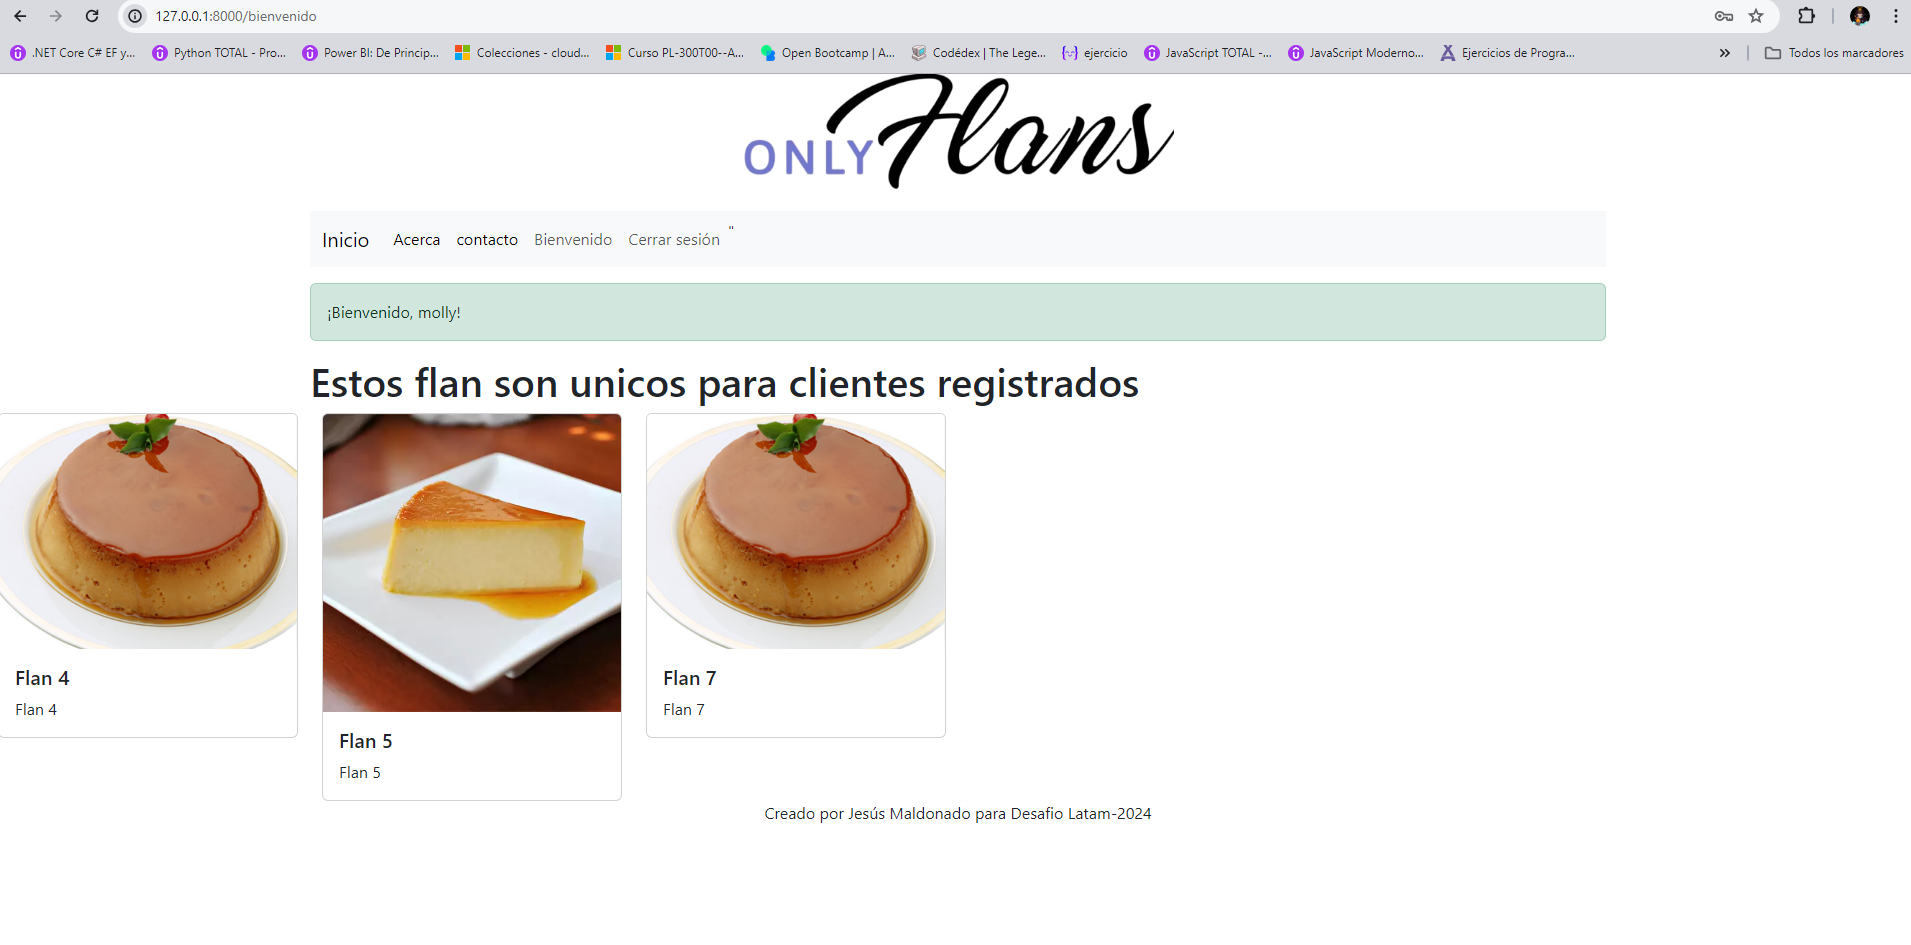 127.0.0.1:8000/bienvenido
.NET Core C# EF y... Python TOTAL - Pro... Power BI: De Princip... Colecciones - cloud... Curso PL-300T00--A... Open Bootcamp | A... Codédex | The Lege... ejercicio JavaScript TOTAL -... JavaScript Moderno... Ejercicios de Progra... » Todos los marcadores
ONLY Flans
Inicio Acerca contacto Bienvenido Cerrar sesión "
¡Bienvenido, molly!
Estos flan son unicos para clientes registrados
Flan 4
Flan 4
Flan 5
Flan 5
Flan 7
Flan 7
Creado por Jesús Maldonado para Desafio Latam-2024